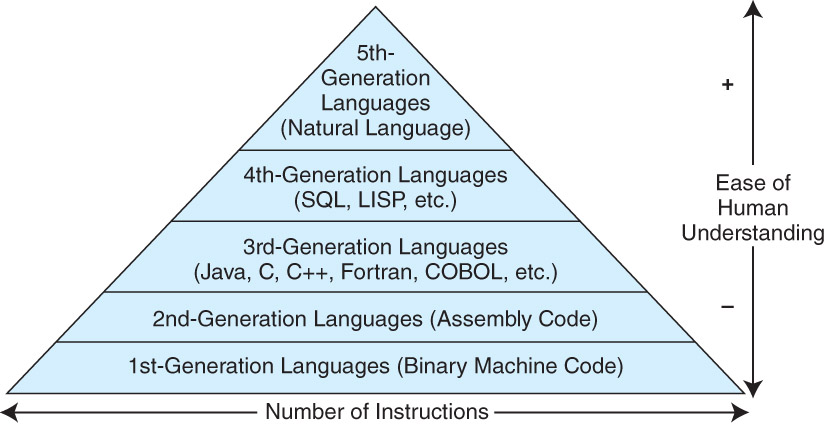 5th-
Generation
Languages
(Natural Language)
4th-Generation Languages
(SQL, LISP, etc.)
3rd-Generation Languages
(Java, C, C++, Fortran, COBOL, etc.)
2nd-Generation Languages (Assembly Code)
1st-Generation Languages (Binary Machine Code)
Number of Instructions
+
Ease of
Human
Understanding
–